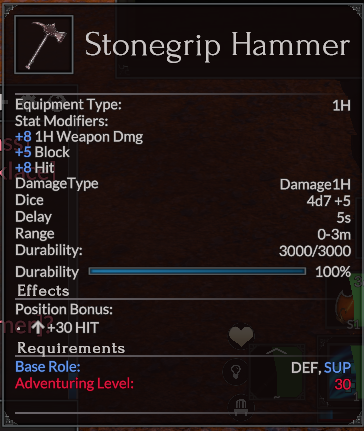 Stonegrip Hammer
Equipment Type: 1H
Stat Modifiers:
+8 1H Weapon Dmg
+5 Block
+8 Hit
DamageType Damage1H
Dice 4d7 +5
Delay 5s
Range 0-3m
Durability: 3000/3000
Durability 100%
Effects
Position Bonus:
- ↑ +30 HIT
Requirements
Base Role: DEF, SUP
Adventuring Level: 30